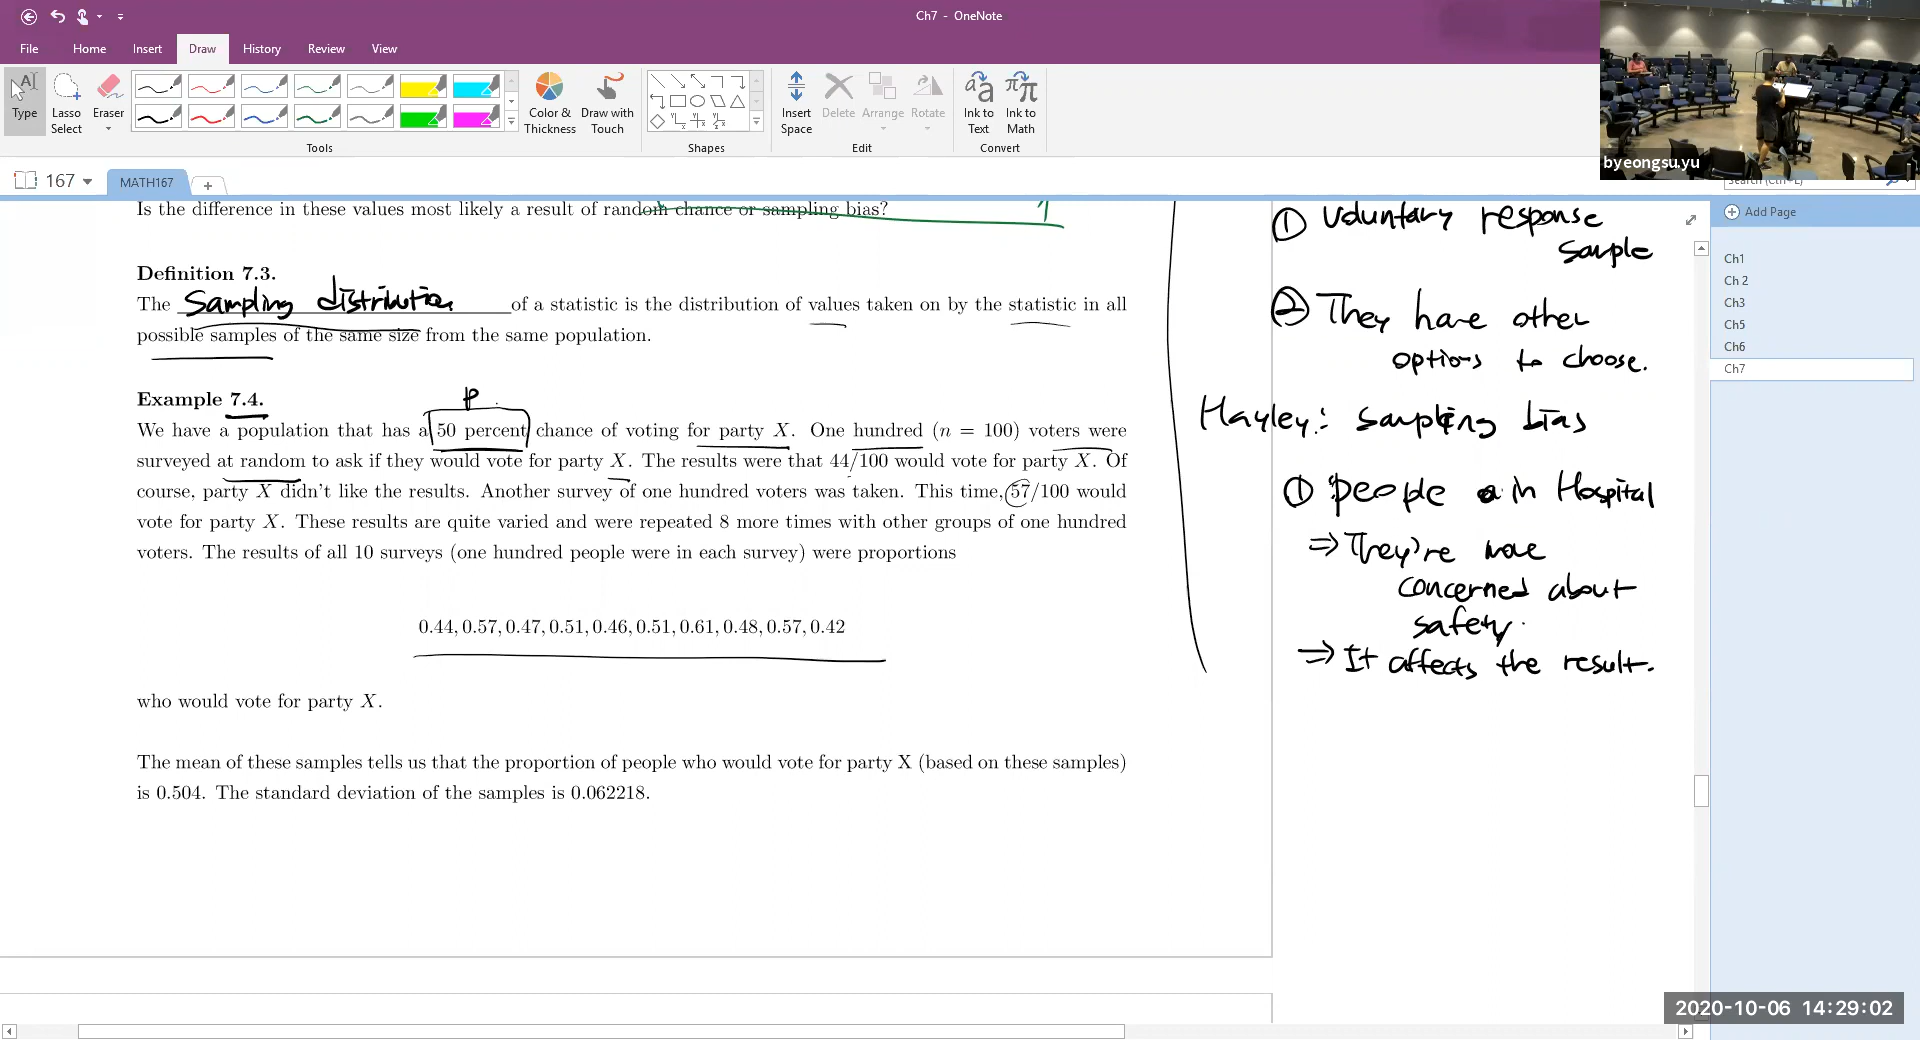 Ch7 - OneNote
File Home Insert Draw History Review View
Type
Lasso Select
Eraser
Color & Thickness
Draw with Touch
Insert Space
Delete
Arrange
Rotate
Ink to Text
Ink to Math
Tools
Shapes
Edit
Convert
byeongsu.yu
167
MATH167
Search (Ctrl+E)
Add Page
Ch1
Ch 2
Ch3
Ch5
Ch6
Ch7
Is the difference in these values most likely a result of random chance or sampling bias?
Definition 7.3.
The Sampling distribution of a statistic is the distribution of values taken on by the statistic in all
possible samples of the same size from the same population.
Example 7.4.
P
We have a population that has a 50 percent chance of voting for party X. One hundred (n = 100) voters were
surveyed at random to ask if they would vote for party X. The results were that 44/100 would vote for party X. Of
course, party X didn't like the results. Another survey of one hundred voters was taken. This time, 57/100 would
vote for party X. These results are quite varied and were repeated 8 more times with other groups of one hundred
voters. The results of all 10 surveys (one hundred people were in each survey) were proportions
0.44, 0.57, 0.47, 0.51, 0.46, 0.51, 0.61, 0.48, 0.57, 0.42
who would vote for party X.
The mean of these samples tells us that the proportion of people who would vote for party X (based on these samples)
is 0.504. The standard deviation of the samples is 0.062218.
① Voluntary response
sample
② They have other
options to choose.
Hayley: sampling bias
① people in Hospital
⇒ They're more
concerned about
safety.
⇒ It affects the result.
2020-10-06 14:29:02